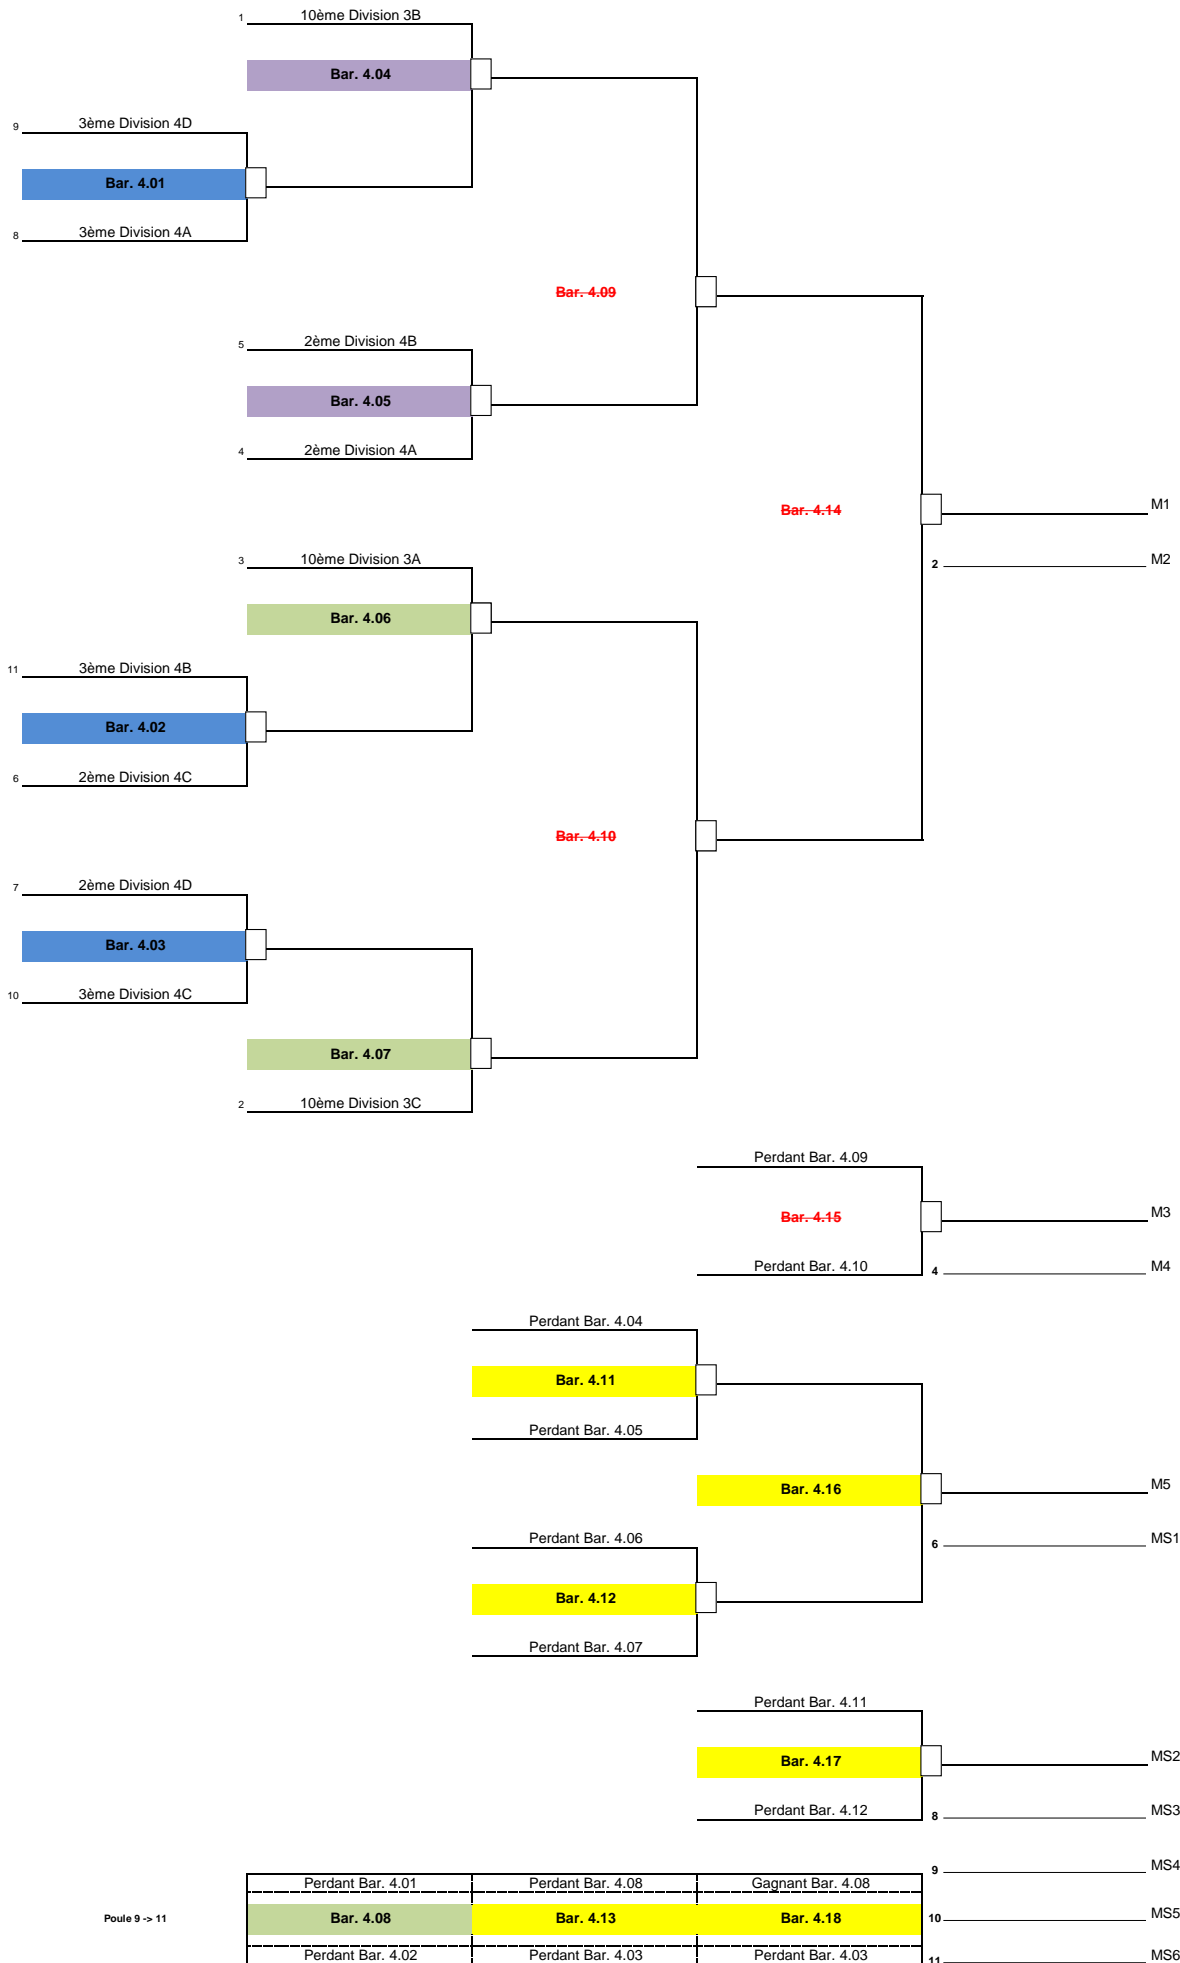 1 10ème Division 3B
Bar. 4.04
9 3ème Division 4D
Bar. 4.01
8 3ème Division 4A
Bar. 4.09
5 2ème Division 4B
Bar. 4.05
4 2ème Division 4A
Bar. 4.14 M1
3 10ème Division 3A 2 M2
Bar. 4.06
11 3ème Division 4B
Bar. 4.02
6 2ème Division 4C
Bar. 4.10
7 2ème Division 4D
Bar. 4.03
10 3ème Division 4C
Bar. 4.07
2 10ème Division 3C
Perdant Bar. 4.09
Bar. 4.15 M3
Perdant Bar. 4.10 4 M4
Perdant Bar. 4.04
Bar. 4.11
Perdant Bar. 4.05
Bar. 4.16 M5
Perdant Bar. 4.06 6 MS1
Bar. 4.12
Perdant Bar. 4.07
Perdant Bar. 4.11
Bar. 4.17 MS2
Perdant Bar. 4.12 8 MS3
9 MS4
Perdant Bar. 4.01 Perdant Bar. 4.08 Gagnant Bar. 4.08
Poule 9 -> 11 Bar. 4.08 Bar. 4.13 Bar. 4.18 10 MS5
Perdant Bar. 4.02 Perdant Bar. 4.03 Perdant Bar. 4.03 11 MS6